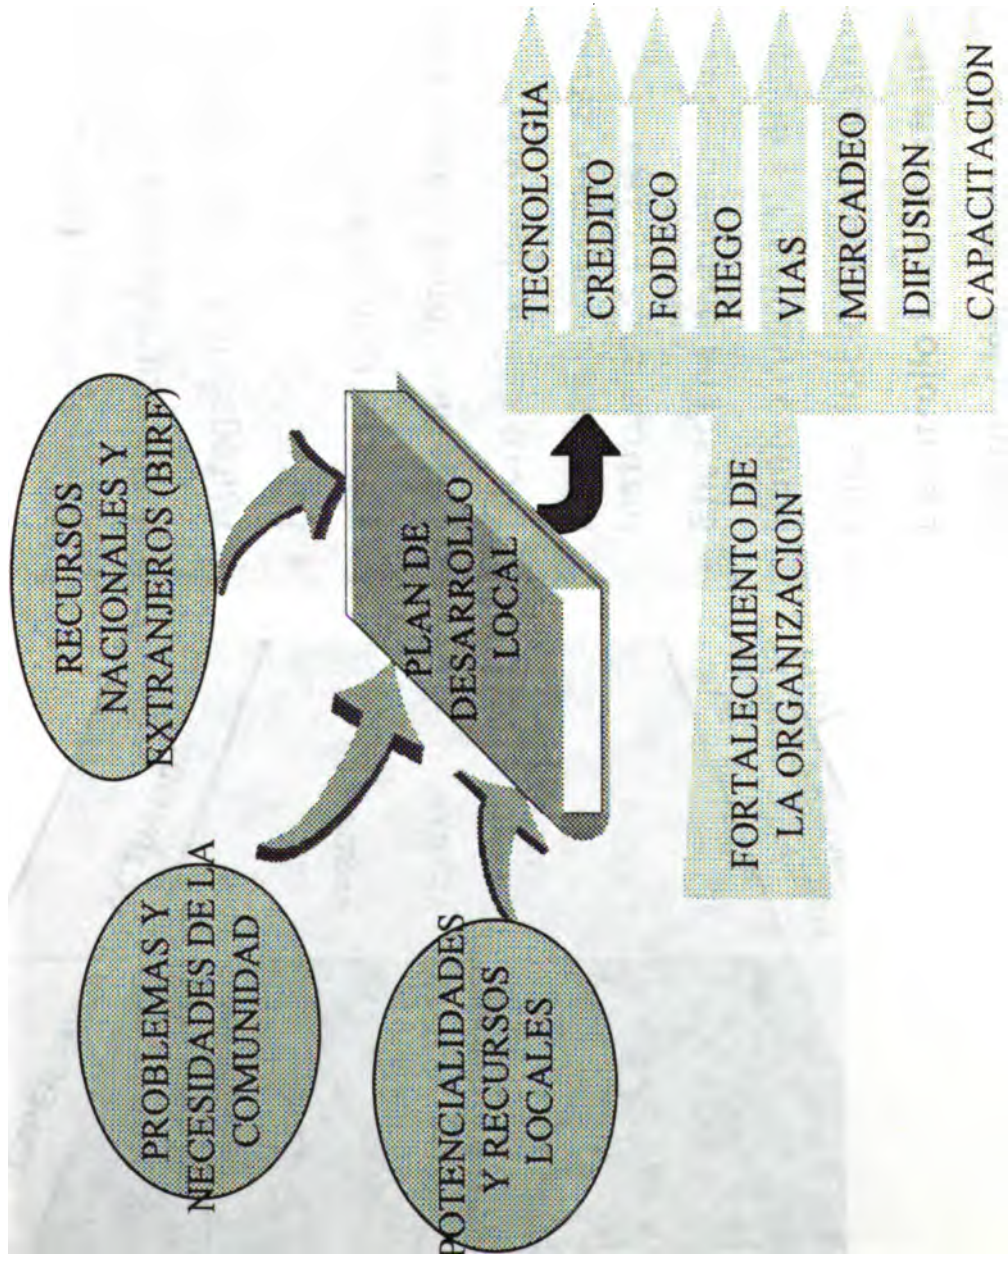 PROBLEMAS Y
NECESIDADES DE LA
COMUNIDAD
RECURSOS
NACIONALES Y
EXTRANJEROS (BIRF)
POTENCIALIDADES
Y RECURSOS
LOCALES
PLAN DE
DESARROLLO
LOCAL
FORTALECIMIENTO DE
LA ORGANIZACION
TECNOLOGIA
CREDITO
FODECO
RIEGO
VIAS
MERCADEO
DIFUSION
CAPACITACION